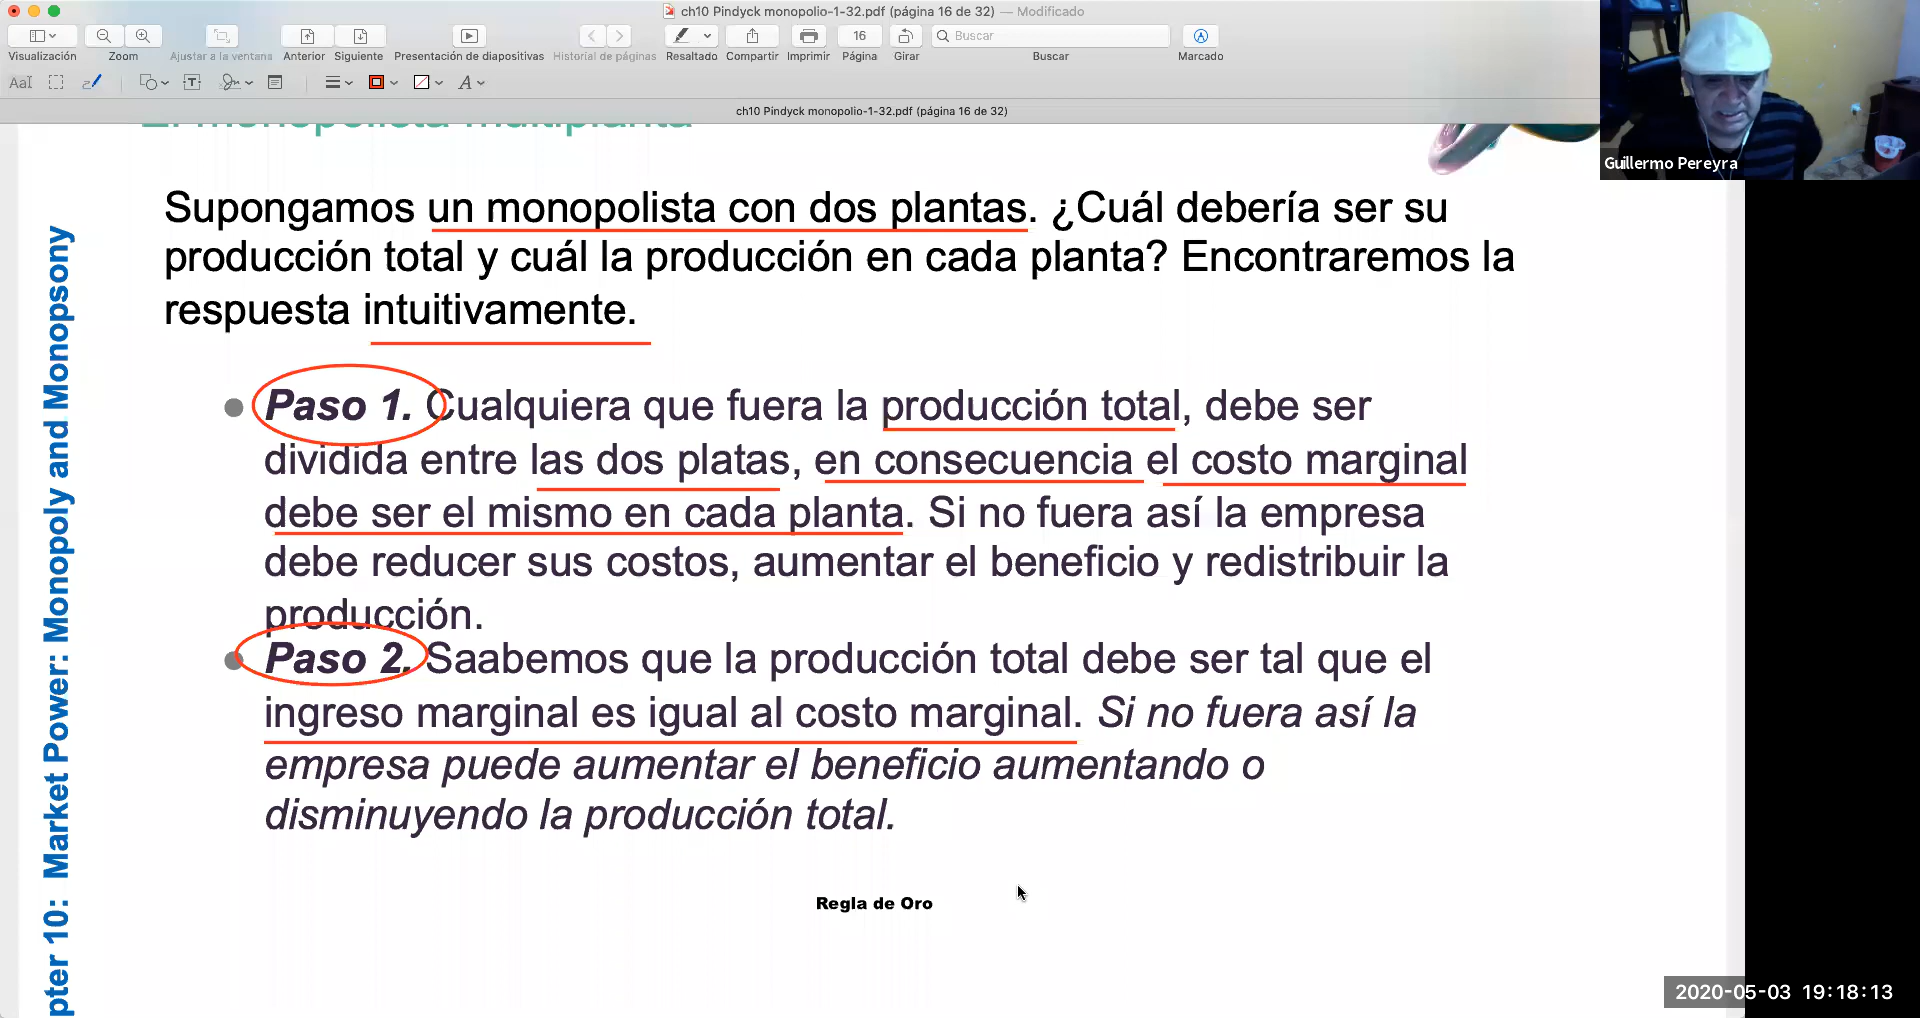 ch10 Pindyck monopolio-1-32.pdf (página 16 de 32) — Modificado
Visualización
Zoom
Ajustar a la ventana
Anterior
Siguiente
Presentación de diapositivas
Historial de páginas
Resaltado
Compartir
Imprimir
16
Página
Girar
Buscar
Buscar
Marcado
ch10 Pindyck monopolio-1-32.pdf (página 16 de 32)
Guillermo Pereyra
El monopolista multiplanta
Supongamos un monopolista con dos plantas. ¿Cuál debería ser su
producción total y cuál la producción en cada planta? Encontraremos la
respuesta intuitivamente.
Paso 1. Cualquiera que fuera la producción total, debe ser
dividida entre las dos platas, en consecuencia el costo marginal
debe ser el mismo en cada planta. Si no fuera así la empresa
debe reducer sus costos, aumentar el beneficio y redistribuir la
producción.
Paso 2. Saabemos que la producción total debe ser tal que el
ingreso marginal es igual al costo marginal. Si no fuera así la
empresa puede aumentar el beneficio aumentando o
disminuyendo la producción total.
Regla de Oro
pter 10: Market Power: Monopoly and Monopsony
2020-05-03 19:18:13